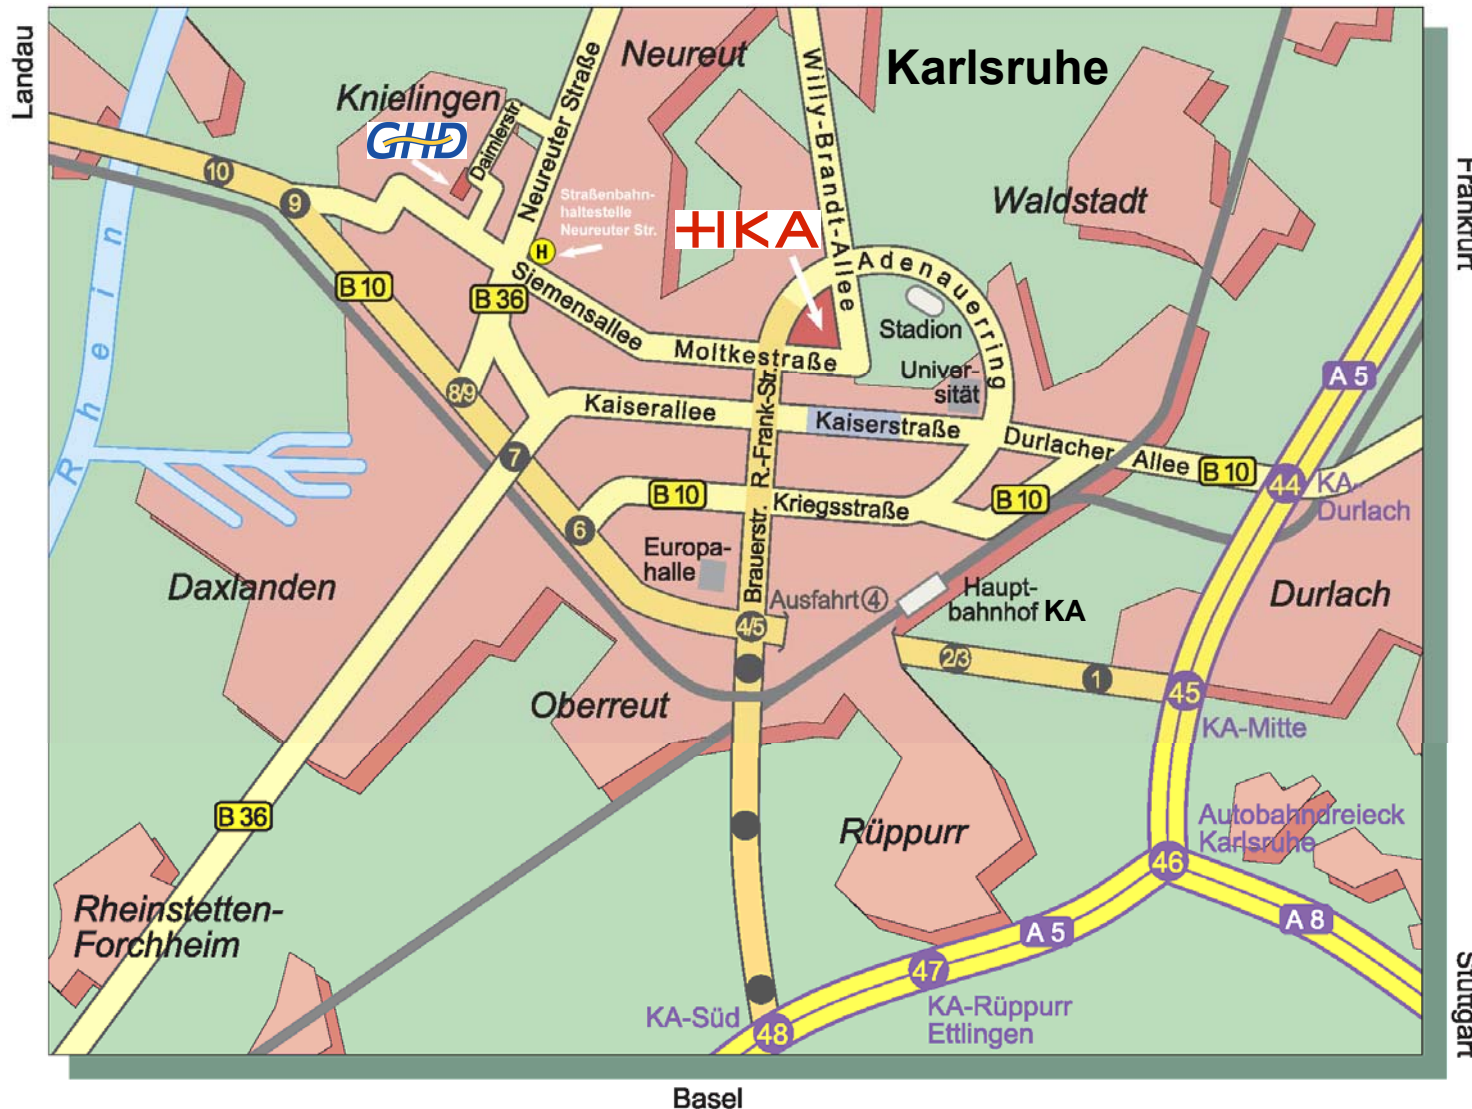 Landau
Neureut
Karlsruhe
Knielingen
GHD
Daimlerstr.
Neureuter Straße
Willy-Brandt-Allee
Frankfurt
10
9
Straßenbahn-
haltestelle
Neureuter Str.
H
HKA
Waldstadt
Rhein
B 10
B 36
Siemensallee
Adenauerring
Stadion
Moltkestraße
Univer-
sität
A 5
8/9
Kaiserallee
R.-Frank-Str.
Kaiserstraße
Durlacher Allee
B 10
44
KA-
Durlach
7
B 10
Kriegsstraße
B 10
6
Europa-
halle
Brauerstr.
Ausfahrt 4
Haupt-
bahnhof KA
Daxlanden
Durlach
4/5
2/3
1
45
KA-Mitte
Oberreut
B 36
Rüppurr
Autobahndreieck
Karlsruhe
46
Rheinstetten-
Forchheim
A 5
A 8
47
KA-Rüppurr
Ettlingen
KA-Süd
48
Stuttgart
Basel